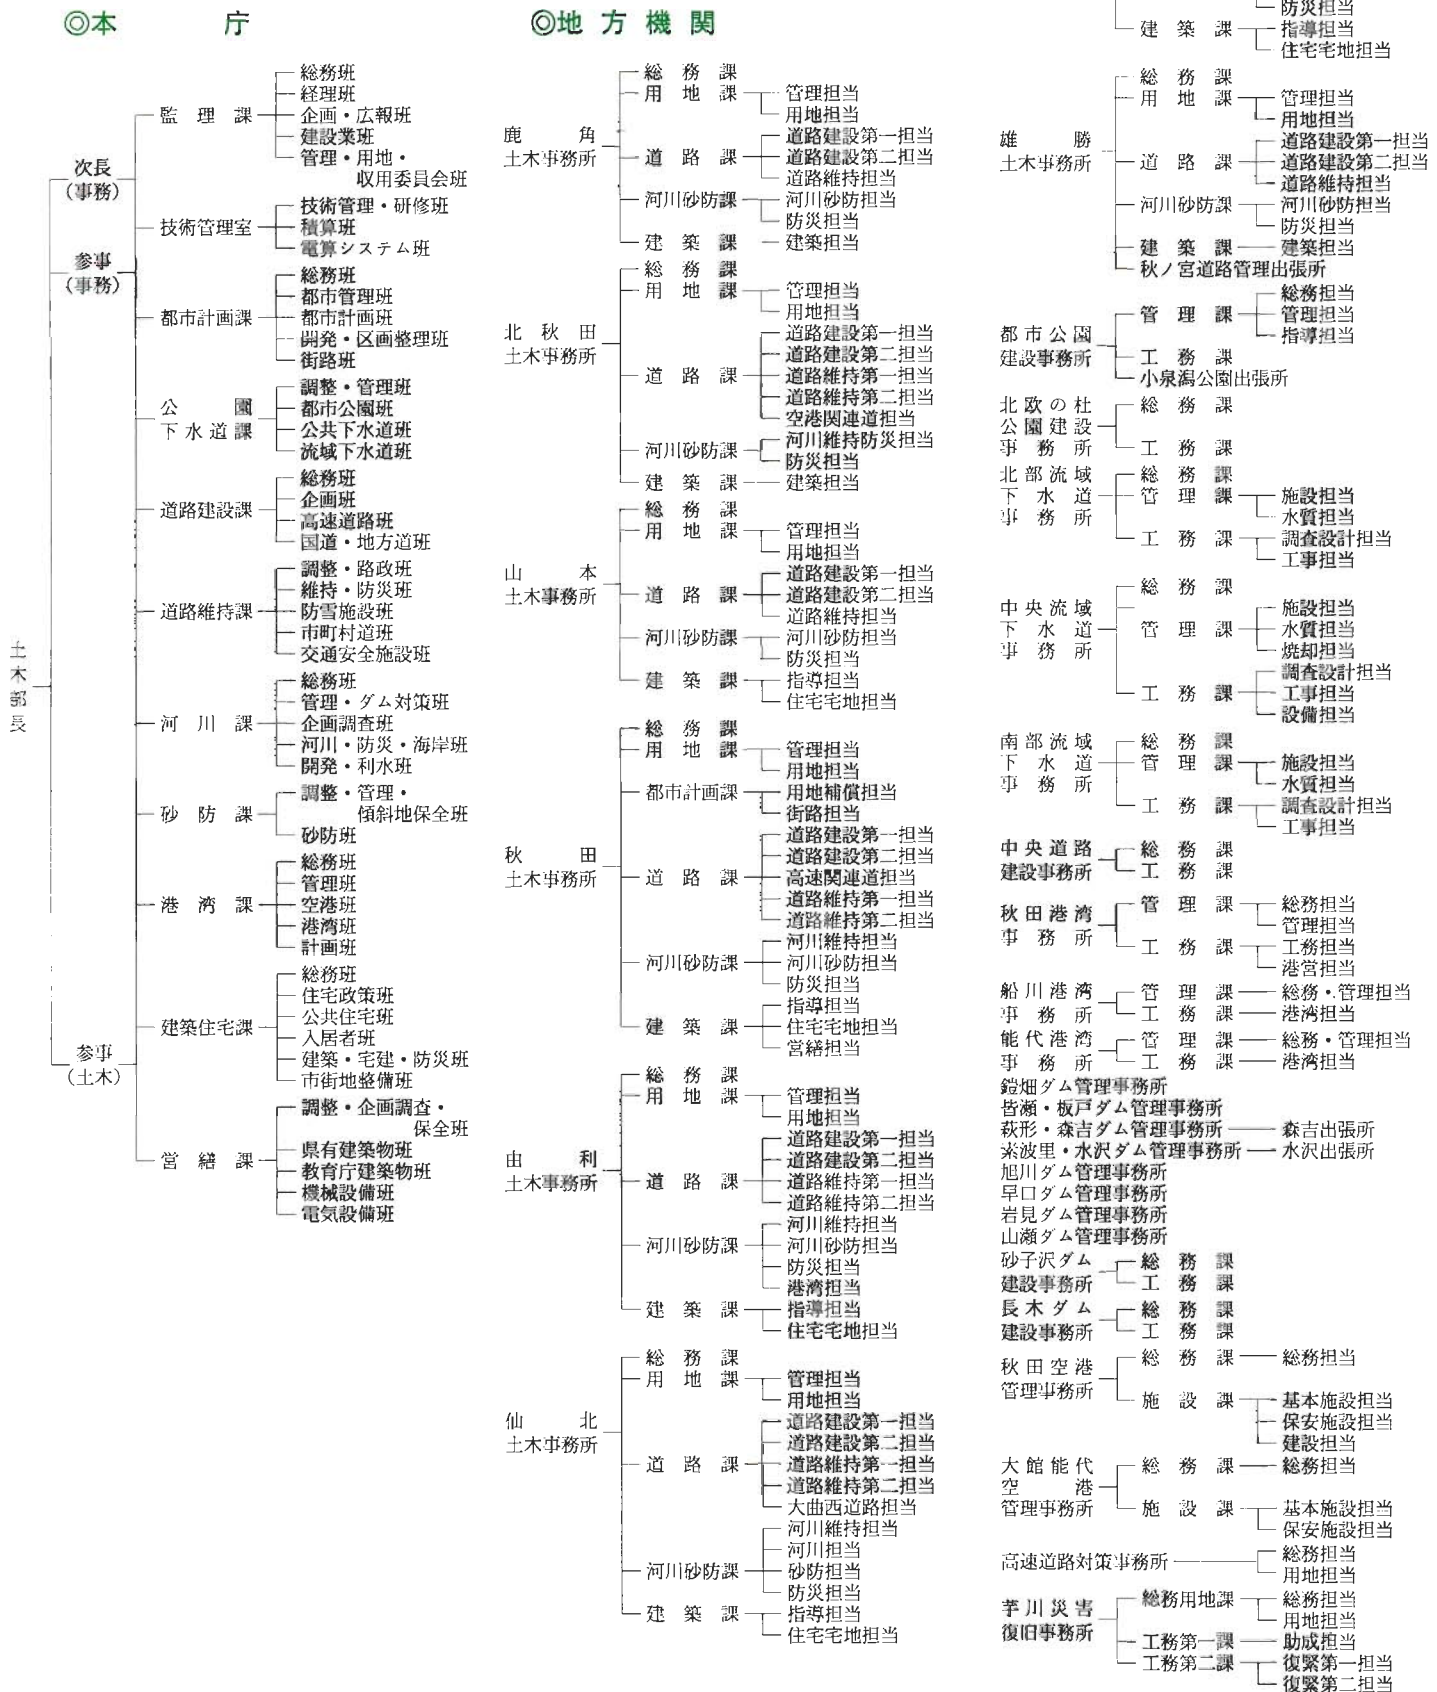 ◎本庁
土木部長
次長
(事務)
参事
(事務)
参事
(土木)
監理課
総務班
経理班
企画・広報班
建設業班
管理・用地・
収用委員会班
技術管理室
技術管理・研修班
積算班
電算システム班
都市計画課
総務班
都市管理班
都市計画班
開発・区画整理班
街路班
公園
下水道課
調整・管理班
都市公園班
公共下水道班
流域下水道班
道路建設課
総務班
企画班
高速道路班
国道・地方道班
道路維持課
調整・路政班
維持・防災班
防雪施設班
市町村道班
交通安全施設班
河川課
総務班
管理・ダム対策班
企画調査班
河川・防災・海岸班
開発・利水班
砂防課
調整・管理・
傾斜地保全班
砂防班
港湾課
総務班
管理班
空港班
港湾班
計画班
建築住宅課
総務班
住宅政策班
公共住宅班
入居者班
建築・宅建・防災班
市街地整備班
営繕課
調整・企画調査・
保全班
県有建築物班
教育庁建築物班
機械設備班
電気設備班
◎地方機関
鹿角
土木事務所
総務課
用地課
管理担当
用地担当
道路課
道路建設第一担当
道路建設第二担当
道路維持担当
河川砂防課
河川砂防担当
防災担当
建築課
建築担当
北秋田
土木事務所
総務課
用地課
管理担当
用地担当
道路課
道路建設第一担当
道路建設第二担当
道路維持第一担当
道路維持第二担当
空港関連道担当
河川砂防課
河川維持防災担当
防災担当
建築課
建築担当
山本
土木事務所
総務課
用地課
管理担当
用地担当
道路課
道路建設第一担当
道路建設第二担当
道路維持担当
河川砂防課
河川砂防担当
防災担当
建築課
指導担当
住宅宅地担当
秋田
土木事務所
総務課
用地課
管理担当
用地担当
都市計画課
用地補償担当
街路担当
道路課
道路建設第一担当
道路建設第二担当
高速関連道担当
道路維持第一担当
道路維持第二担当
河川砂防課
河川維持担当
河川砂防担当
防災担当
建築課
指導担当
住宅宅地担当
営繕担当
由利
土木事務所
総務課
用地課
管理担当
用地担当
道路課
道路建設第一担当
道路建設第二担当
道路維持第一担当
道路維持第二担当
河川砂防課
河川維持担当
河川砂防担当
防災担当
港湾担当
建築課
指導担当
住宅宅地担当
仙北
土木事務所
総務課
用地課
管理担当
用地担当
道路課
道路建設第一担当
道路建設第二担当
道路維持第一担当
道路維持第二担当
大曲西道路担当
河川砂防課
河川維持担当
河川担当
砂防担当
防災担当
建築課
指導担当
住宅宅地担当
防災担当
建築課
指導担当
住宅宅地担当
雄勝
土木事務所
総務課
用地課
管理担当
用地担当
道路課
道路建設第一担当
道路建設第二担当
道路維持担当
河川砂防課
河川砂防担当
防災担当
建築課
建築担当
秋ノ宮道路管理出張所
都市公園
建設事務所
管理課
総務担当
管理担当
指導担当
工務課
小泉潟公園出張所
北欧の杜
公園建設
事務所
総務課
工務課
北部流域
下水道
事務所
総務課
管理課
施設担当
水質担当
工務課
調査設計担当
工事担当
中央流域
下水道
事務所
総務課
管理課
施設担当
水質担当
焼却担当
工務課
調査設計担当
工事担当
設備担当
南部流域
下水道
事務所
総務課
管理課
施設担当
水質担当
工務課
調査設計担当
工事担当
中央道路
建設事務所
総務課
工務課
秋田港湾
事務所
管理課
総務担当
管理担当
工務課
工務担当
港営担当
船川港湾
事務所
管理課
総務・管理担当
工務課
港湾担当
能代港湾
事務所
管理課
総務・管理担当
工務課
港湾担当
鎧畑ダム管理事務所
皆瀬・板戸ダム管理事務所
萩形・森吉ダム管理事務所 森吉出張所
素波里・水沢ダム管理事務所 水沢出張所
旭川ダム管理事務所
早口ダム管理事務所
岩見ダム管理事務所
山瀬ダム管理事務所
砂子沢ダム
建設事務所
総務課
工務課
長木ダム
建設事務所
総務課
工務課
秋田空港
管理事務所
総務課
総務担当
施設課
基本施設担当
保安施設担当
建設担当
大館能代
空港
管理事務所
総務課
総務担当
施設課
基本施設担当
保安施設担当
高速道路対策事務所
総務担当
用地担当
芋川災害
復旧事務所
総務用地課
総務担当
用地担当
工務第一課
助成担当
工務第二課
復緊第一担当
復緊第二担当